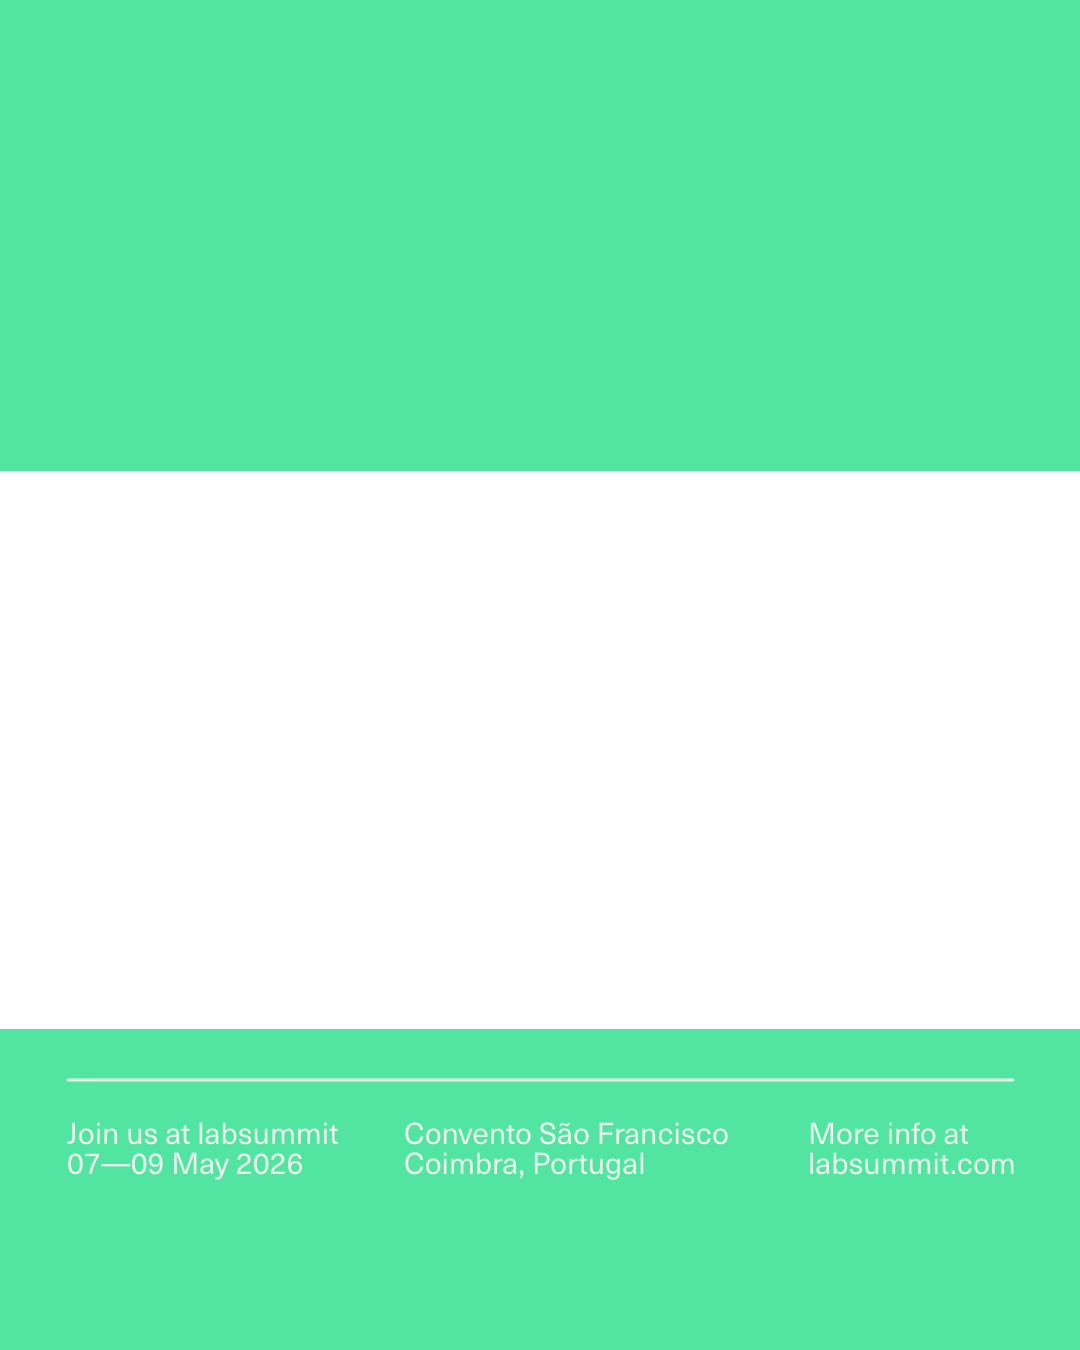 Join us at labsummit
07—09 May 2026
Convento São Francisco
Coimbra, Portugal
More info at
labsummit.com